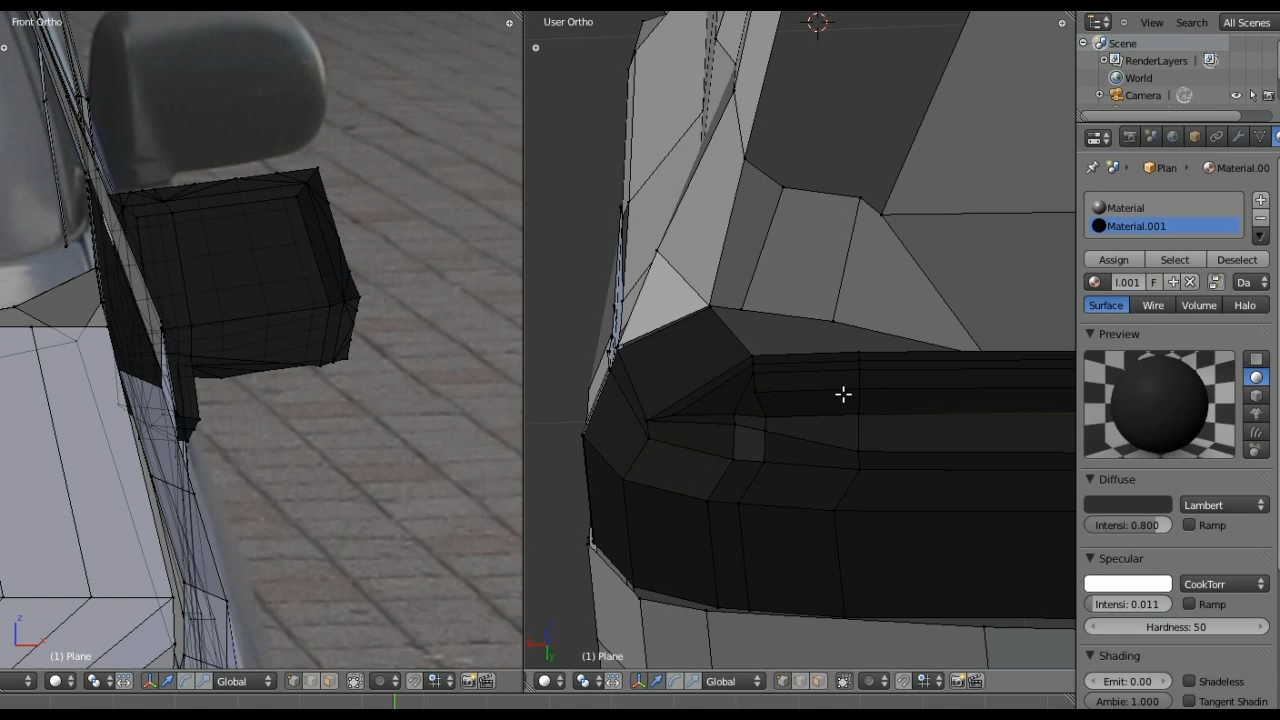 Front Ortho
User Ortho
View Search All Scenes
Scene
RenderLayers
World
Camera
Plan Material.00
Material
Material.001
Assign Select Deselect
I.001 F Da
Surface Wire Volume Halo
Preview
Diffuse
Lambert
Intensi: 0.800 Ramp
Specular
CookTorr
Intensi: 0.011 Ramp
Hardness: 50
Shading
Emit: 0.00 Shadeless
Ambie: 1.000 Tangent Shadin
z
(1) Plane
y
(1) Plane
Global
Global